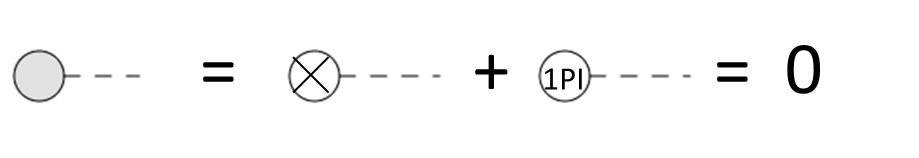 = + 1PI = 0